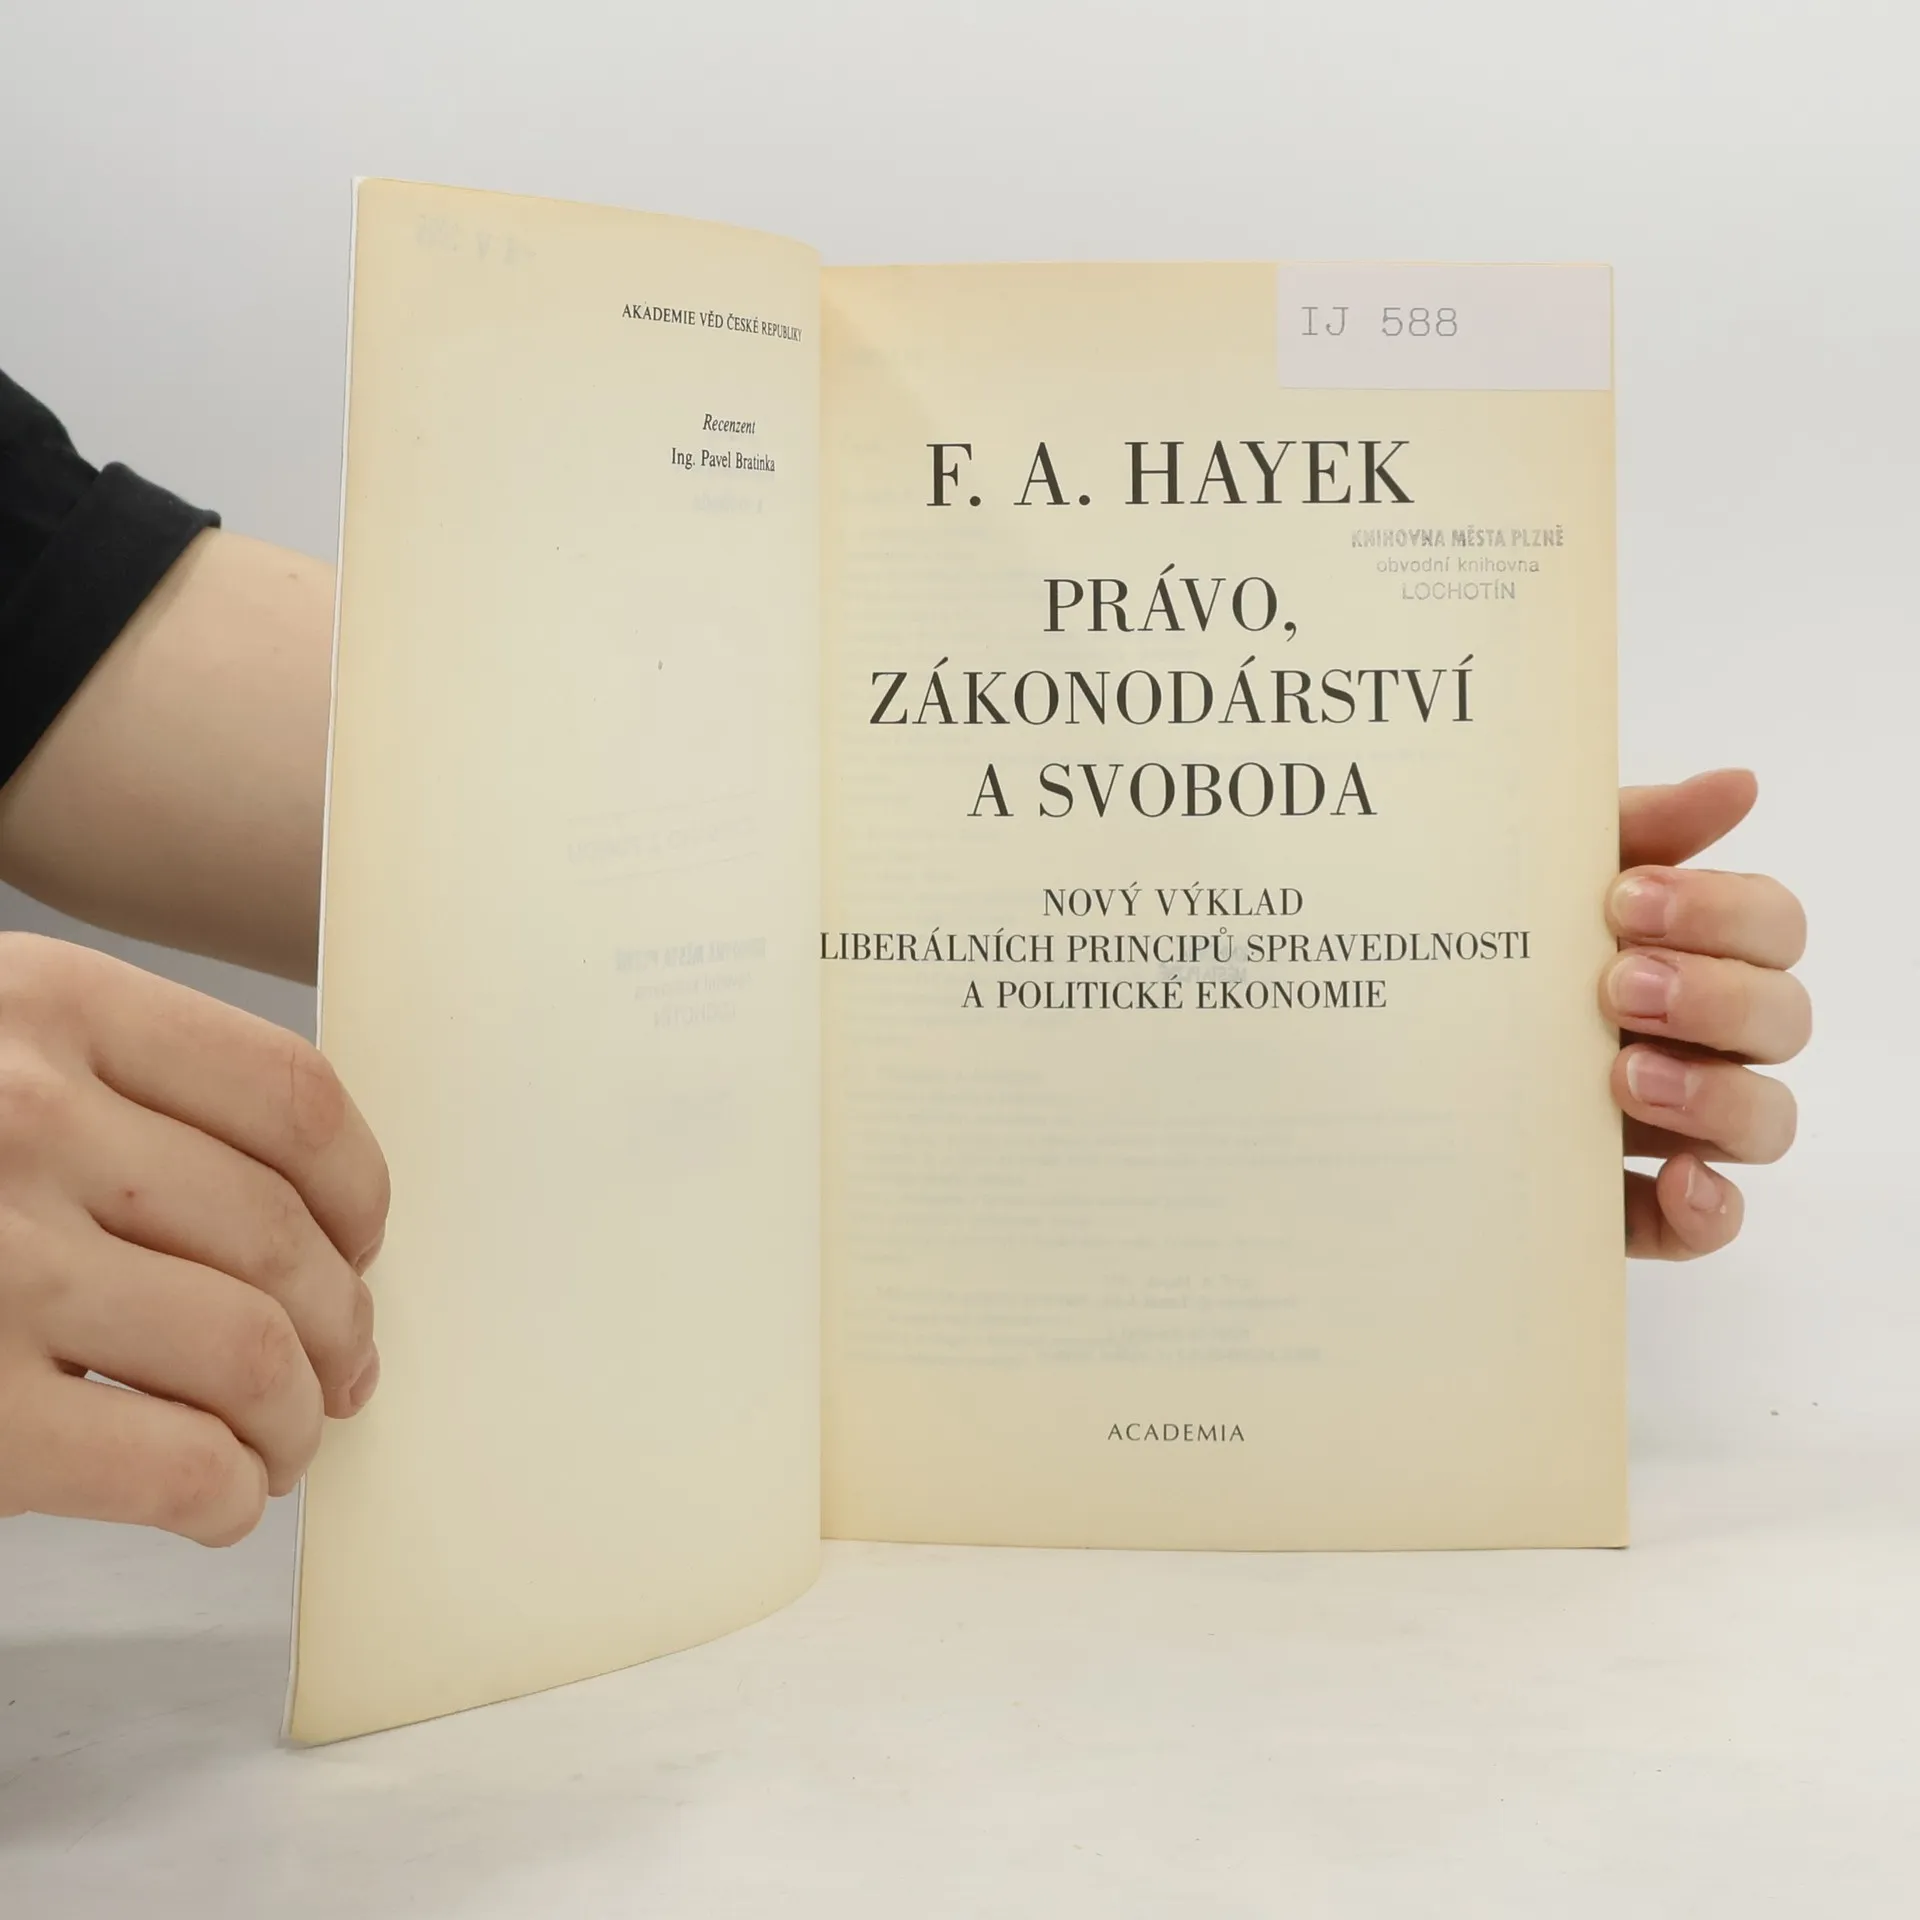 AKADEMIE VĚD ČESKÉ REPUBLIKY
Recenzent
Ing. Pavel Bratinka
IJ 588
F. A. HAYEK
KNIHOVNA MĚSTA PLZNĚ
obvodní knihovna
LOCHOTÍN
PRÁVO,
ZÁKONODÁRSTVÍ
A SVOBODA
NOVÝ VÝKLAD
LIBERÁLNÍCH PRINCIPŮ SPRAVEDLNOSTI
A POLITICKÉ EKONOMIE
ACADEMIA